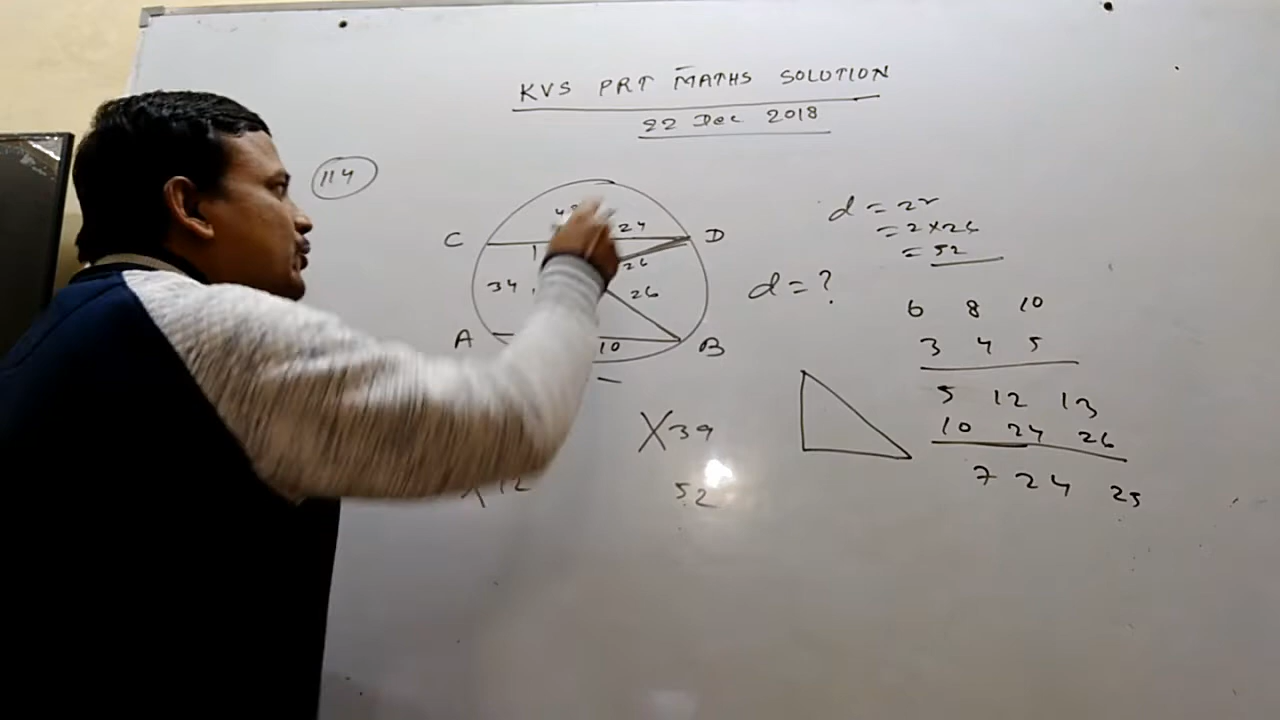 KVS PRT MATHS SOLUTION
22 Dec 2018
114
24
C D
26
34 26
A 10 B
d = ?
X 39
X 12
52
d = 2r
= 2 × 26
= 52
6 8 10
3 4 5
5 12 13
10 24 26
7 24 25